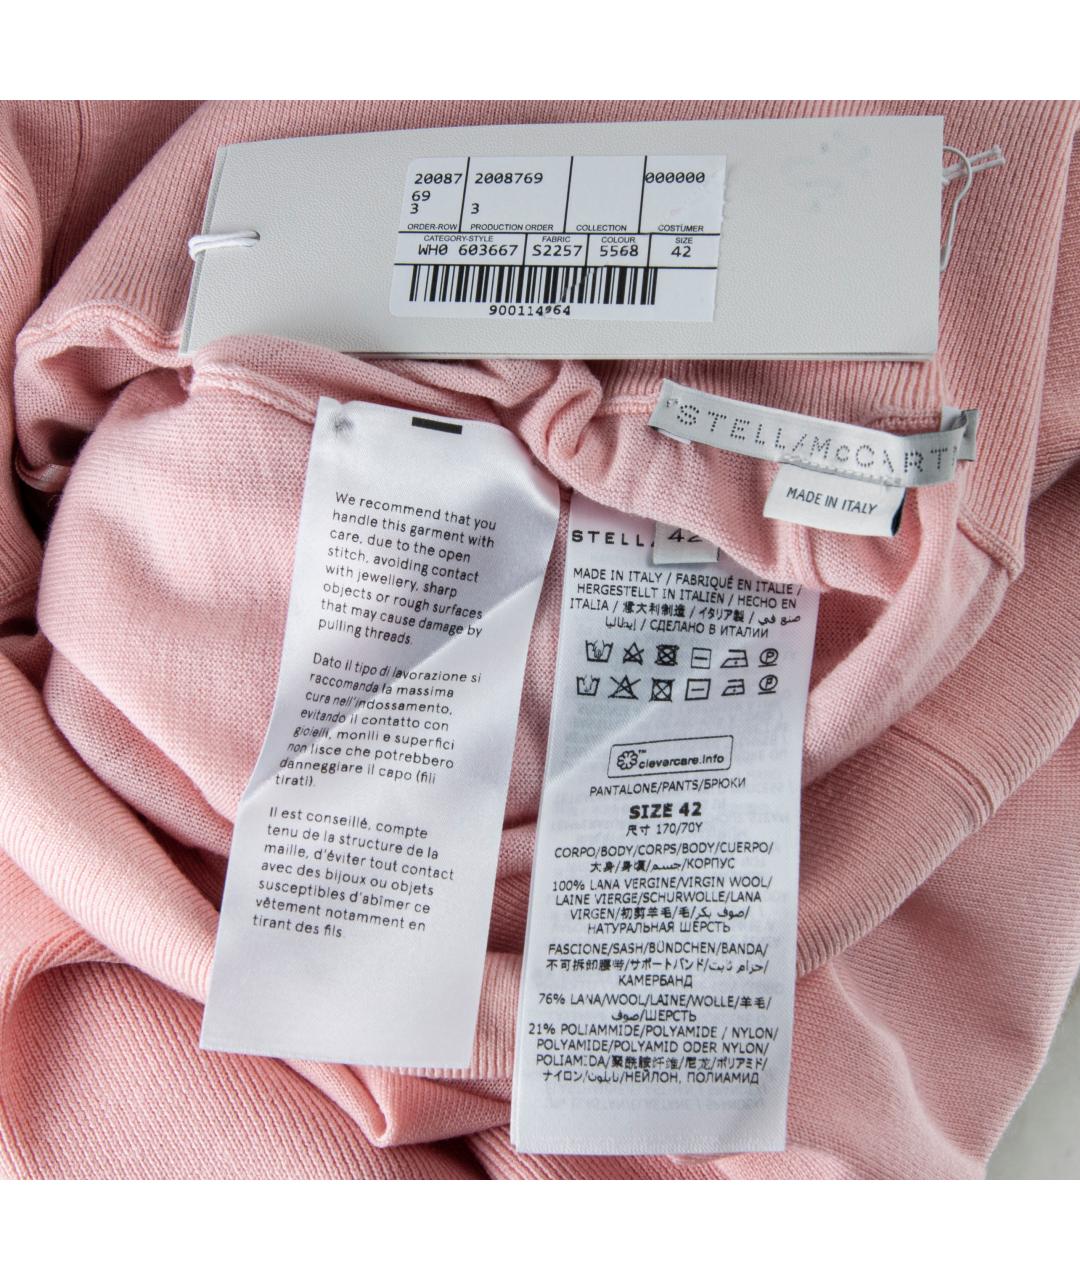 20087
69
3
2008769
3
000000
ORDER-ROW PRODUCTION ORDER COLLECTION COSTUMER
CATEGORY-STYLE FABRIC COLOUR SIZE
WH0 603667 S2257 5568 42
900114964
STELL/McCART
MADE IN ITALY
We recommend that you
handle this garment with
care, due to the open
stitch, avoiding contact
with jewellery, sharp
objects or rough surfaces
that may cause damage by
pulling threads.
Dato il tipo di lavorazione si
raccomanda la massima
cura nell'indossamento,
evitando il contatto con
gioielli, monili e superfici
non lisce che potrebbero
danneggiare il capo (fili
tirati).
Il est conseillé, compte
tenu de la structure de la
maille, d'éviter tout contact
avec des bijoux ou objets
susceptibles d'abîmer ce
vêtement notamment en
tirant des fils.
STELL
42
MADE IN ITALY / FABRIQUÉ EN ITALIE /
HERGESTELLT IN ITALIEN / HECHO EN
ITALIA / 意大利制造 / イタリア製 / صنع في
إيطاليا / СДЕЛАНО В ИТАЛИИ
clevercare.info
PANTALONE/PANTS/БРЮКИ
SIZE 42
尺寸 170/70Y
CORPO/BODY/CORPS/BODY/CUERPO/
大身/身頃/جسم/КОРПУС
100% LANA VERGINE/VIRGIN WOOL/
LAINE VIERGE/SCHURWOLLE/LANA
VIRGEN/初剪羊毛/毛/صوف بكر/
НАТУРАЛЬНАЯ ШЕРСТЬ
FASCIONE/SASH/BÜNDCHEN/BANDA/
不可拆卸腰带/サポートバンド/حزام ثابت/
КАМЕРБАНД
76% LANA/WOOL/LAINE/WOLLE/羊毛/
صوف/ШЕРСТЬ
21% POLIAMMIDE/POLYAMIDE / NYLON/
POLYAMIDE/POLYAMID ODER NYLON/
POLIAMIDA/聚酰胺纤维/尼龙/ポリアミド/
ナイロン/نايلون/НЕЙЛОН, ПОЛИАМИД